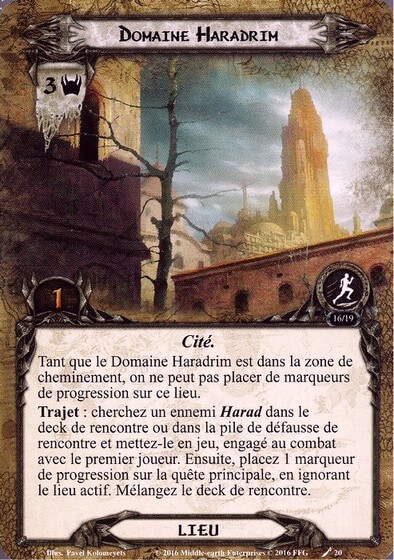 Domaine Haradrim
3
1
16/19
Cité.
Tant que le Domaine Haradrim est dans la zone de
cheminement, on ne peut pas placer de marqueurs
de progression sur ce lieu.
Trajet : cherchez un ennemi Harad dans le
deck de rencontre ou dans la pile de défausse de
rencontre et mettez-le en jeu, engagé au combat
avec le premier joueur. Ensuite, placez 1 marqueur
de progression sur la quête principale, en ignorant
le lieu actif. Mélangez le deck de rencontre.
LIEU
Illus. Pavel Kolomeyets © 2016 Middle-earth Enterprises © 2016 FFG 20